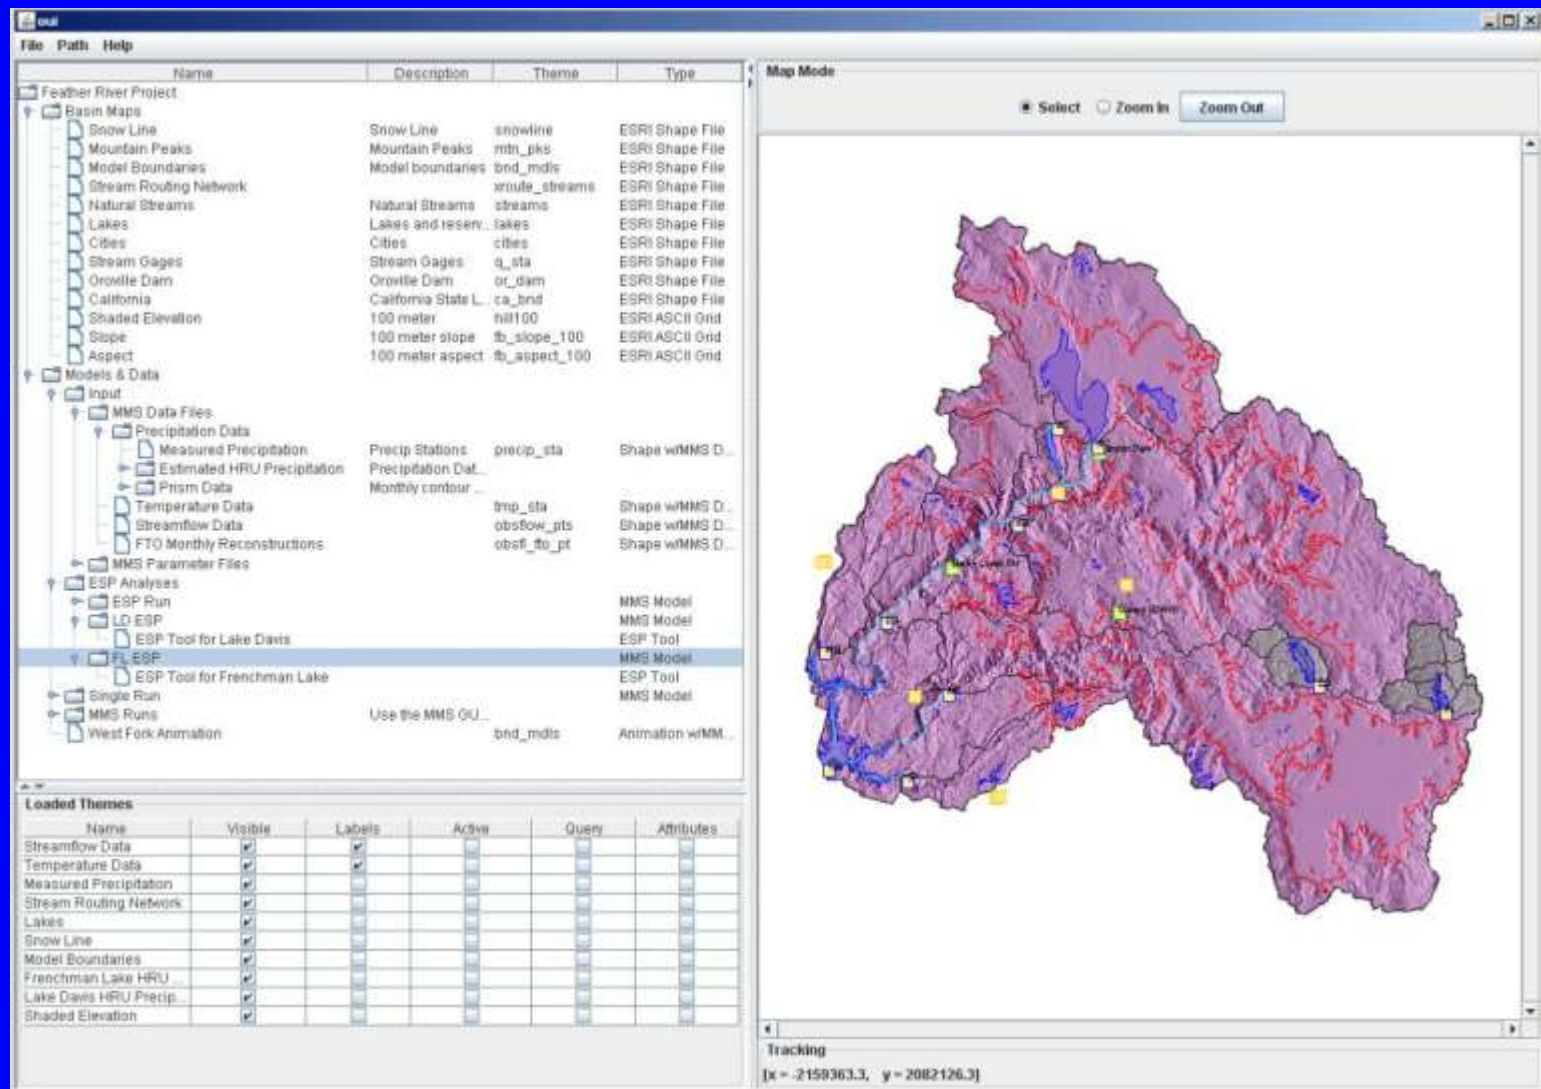 oui
File Path Help
Name Description Theme Type
Feather River Project
Basin Maps
Snow Line Snow Line snowline ESRI Shape File
Mountain Peaks Mountain Peaks mtn_pks ESRI Shape File
Model Boundaries Model boundaries bnd_mdls ESRI Shape File
Stream Routing Network xroute_streams ESRI Shape File
Natural Streams Natural Streams streams ESRI Shape File
Lakes Lakes and reserv... lakes ESRI Shape File
Cities Cities cities ESRI Shape File
Stream Gages Stream Gages q_sta ESRI Shape File
Oroville Dam Oroville Dam or_dam ESRI Shape File
California California State L... ca_bnd ESRI Shape File
Shaded Elevation 100 meter hill100 ESRI ASCII Grid
Slope 100 meter slope fb_slope_100 ESRI ASCII Grid
Aspect 100 meter aspect fb_aspect_100 ESRI ASCII Grid
Models & Data
Input
MMS Data Files
Precipitation Data
Measured Precipitation Precip Stations precip_sta Shape w/MMS D...
Estimated HRU Precipitation Precipitation Dat...
Prism Data Monthly contour ...
Temperature Data tmp_sta Shape w/MMS D...
Streamflow Data obsflow_pts Shape w/MMS D...
FTO Monthly Reconstructions obsfl_fto_pt Shape w/MMS D...
MMS Parameter Files
ESP Analyses
ESP Run MMS Model
LD ESP MMS Model
ESP Tool for Lake Davis ESP Tool
FL ESP MMS Model
ESP Tool for Frenchman Lake ESP Tool
Single Run MMS Model
MMS Runs Use the MMS GU...
West Fork Animation bnd_mdls Animation w/MM...
Loaded Themes
Name Visible Labels Active Query Attributes
Streamflow Data
Temperature Data
Measured Precipitation
Stream Routing Network
Lakes
Snow Line
Model Boundaries
Frenchman Lake HRU ...
Lake Davis HRU Precip...
Shaded Elevation
Map Mode
Select Zoom In Zoom Out
Tracking
[x = -2159363.3, y = 2082126.3]